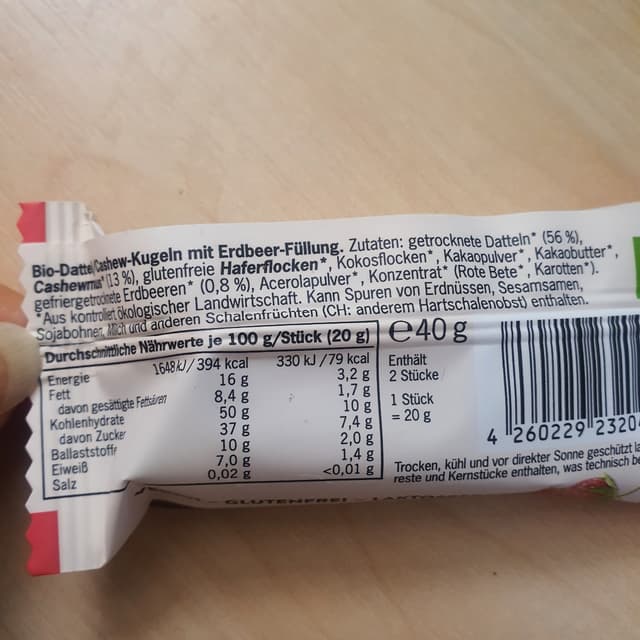 Bio-Dattel Cashew-Kugeln mit Erdbeer-Füllung. Zutaten: getrocknete Datteln* (56 %),
Cashewmus* (13 %), glutenfreie Haferflocken*, Kokosflocken*, Kakaopulver*, Kakaobutter*,
gefriergetrocknete Erdbeeren* (0,8 %), Acerolapulver*, Konzentrat* (Rote Bete*, Karotten*).
*Aus kontrolliert ökologischer Landwirtschaft. Kann Spuren von Erdnüssen, Sesamsamen,
Sojabohnen, Milch und anderen Schalenfrüchten (CH: anderem Hartschalenobst) enthalten.
Durchschnittliche Nährwerte je 100 g/Stück (20 g)
Energie 1648 kJ/394 kcal 330 kJ/79 kcal
Fett 16 g 3,2 g
davon gesättigte Fettsäuren 8,4 g 1,7 g
Kohlenhydrate 50 g 10 g
davon Zucker 37 g 7,4 g
Ballaststoffe 10 g 2,0 g
Eiweiß 7,0 g 1,4 g
Salz 0,02 g <0,01 g
℮40 g
Enthält
2 Stücke
1 Stück
= 20 g
4 260229 2320
Trocken, kühl und vor direkter Sonne geschützt
reste und Kernstücke enthalten, was technisch
GLUTENFREI